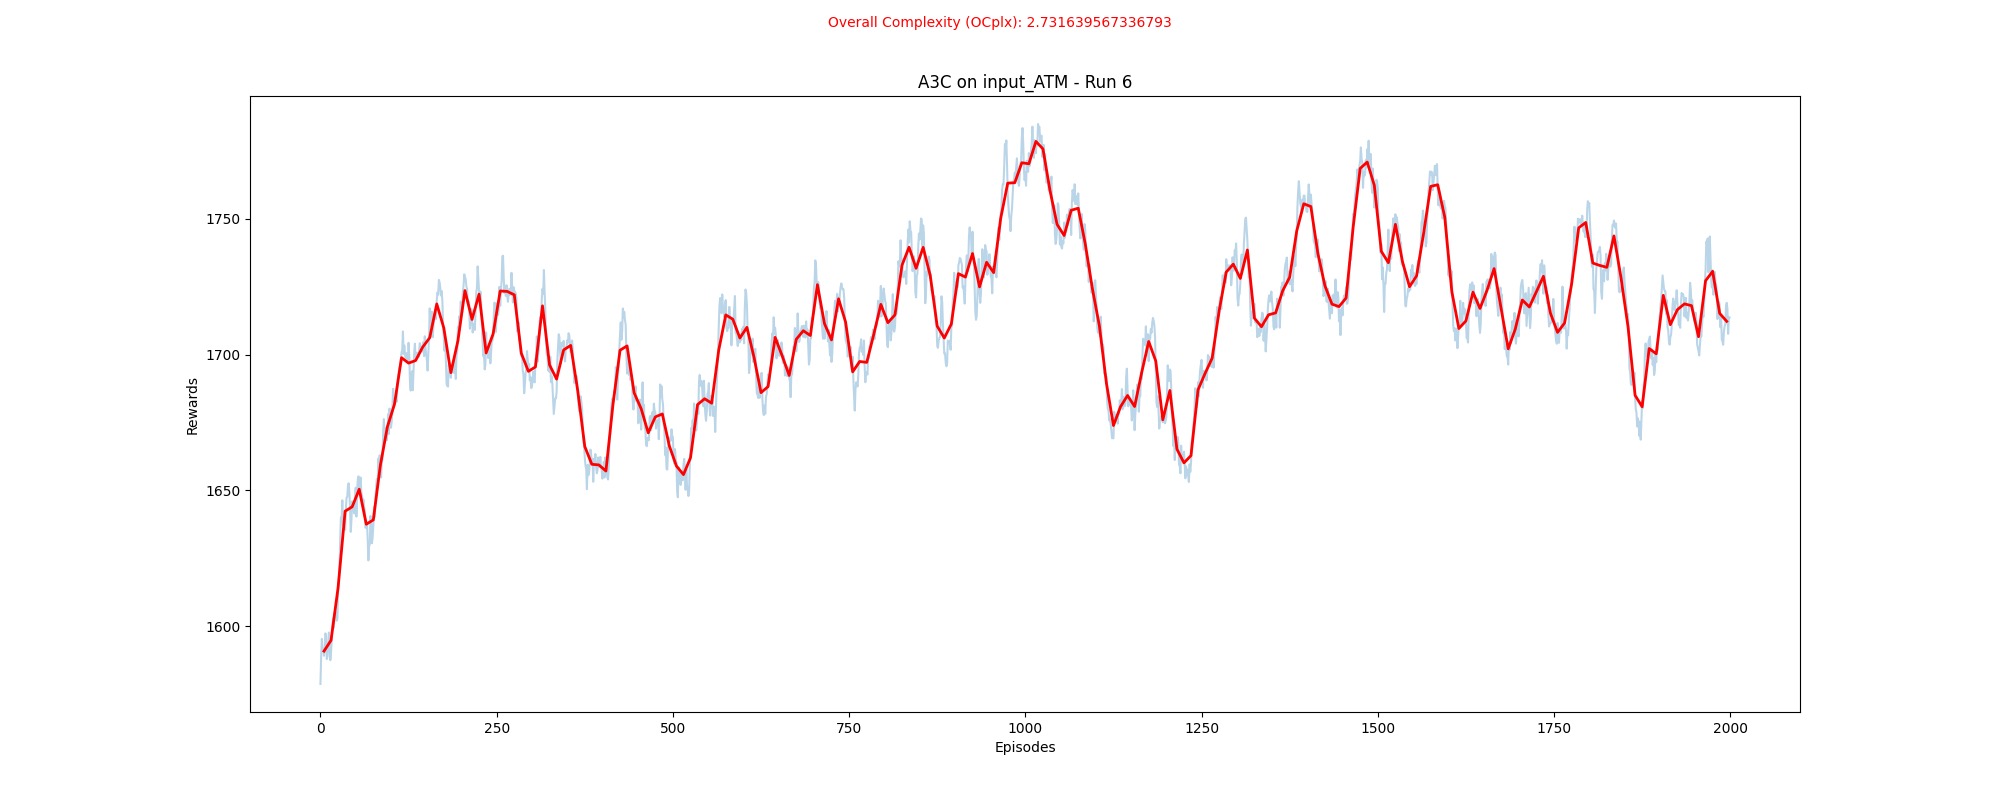 Overall Complexity (OCplx): 2.731639567336793
A3C on input_ATM - Run 6
Rewards
1750
1700
1650
1600
0 250 500 750 1000 1250 1500 1750 2000
Episodes